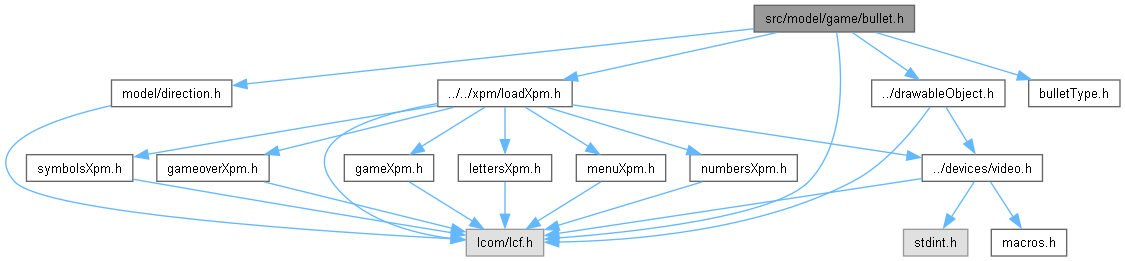 src/model/game/bullet.h
model/direction.h
../../xpm/loadXpm.h
../drawableObject.h
bulletType.h
symbolsXpm.h
gameoverXpm.h
gameXpm.h
lettersXpm.h
menuXpm.h
numbersXpm.h
../devices/video.h
lcom/lcf.h
stdint.h
macros.h